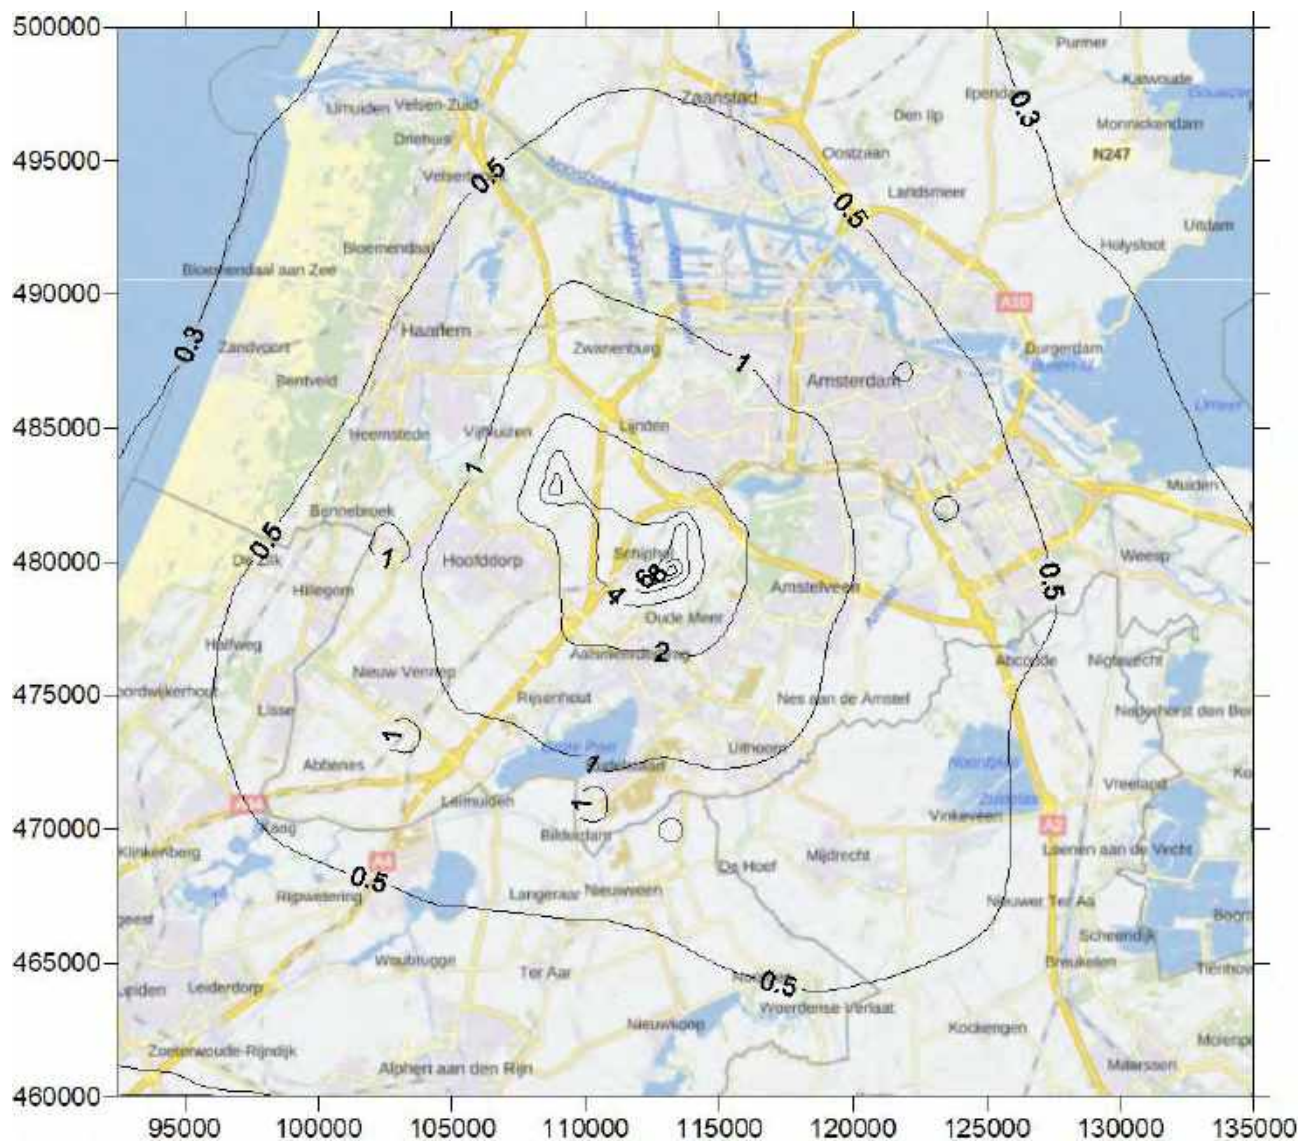 500000
Purmer
Katwoude
IJmuiden Velsen-Zuid
Zaanstad
0.3
Den Ilp
Monnickendam
Driehuis
N247
495000
Oostzaan
0.5
Landsmeer
0.5
Uitdam
Bloemendaal
Holysloot
Bloemendaal aan Zee
490000
A10
Haarlem
0.3
Zandvoort
Zwanenburg
1
Durgerdam
Bentveld
Amsterdam
485000
Heemstede
Vijfhuizen
Lijnden
1
Muiden
Bennebroek
0.5
480000
De Zilk
1
Hoofddorp
Schiphol
Weesp
6 8
4
0.5
Hillegom
Amstelveen
Amstel
Oude Meer
Halfweg
2
Abcoude
Nigtevecht
475000
Nieuw Vennep
Rijsenhout
Nes aan de Amstel
Lisse
1
Uithoorn
1
Abbenes
Vreeland
A44
Leimuiden
1
Vinkeveen
470000
Kaag
Bilderdam
A2
Klinkenberg
A4
De Hoef
Mijdrecht
Loenen aan de Vecht
0.5
Rijpwetering
Langeraar
Nieuwveen
Nieuwer Ter Aa
Scheendijk
465000
Woubrugge
Ter Aar
0.5
Breukelen
Leiderdorp
Woerdense Verlaat
Nieuwkoop
Kockengen
Zoeterwoude-Rijndijk
Alphen aan den Rijn
Maarssen
460000
95000
100000
105000
110000
115000
120000
125000
130000
135000